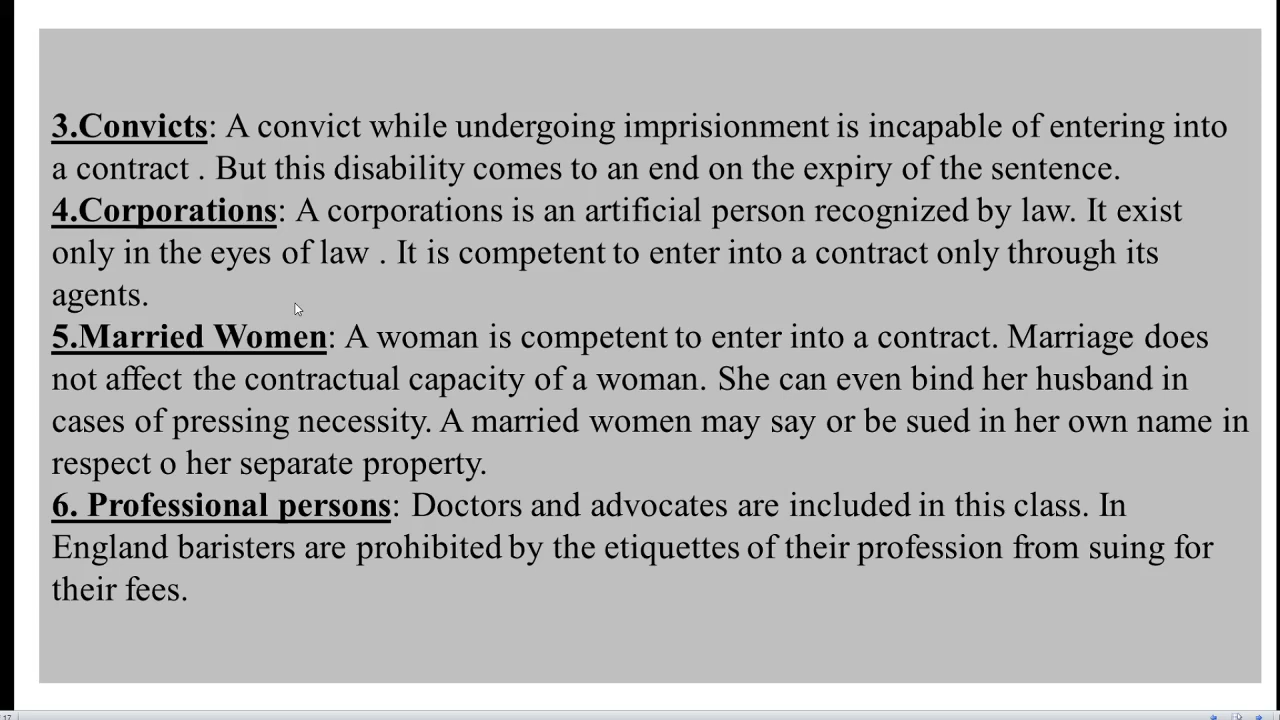 3.Convicts: A convict while undergoing imprisionment is incapable of entering into
a contract . But this disability comes to an end on the expiry of the sentence.
4.Corporations: A corporations is an artificial person recognized by law. It exist
only in the eyes of law . It is competent to enter into a contract only through its
agents.
5.Married Women: A woman is competent to enter into a contract. Marriage does
not affect the contractual capacity of a woman. She can even bind her husband in
cases of pressing necessity. A married women may say or be sued in her own name in
respect o her separate property.
6. Professional persons: Doctors and advocates are included in this class. In
England baristers are prohibited by the etiquettes of their profession from suing for
their fees.
17